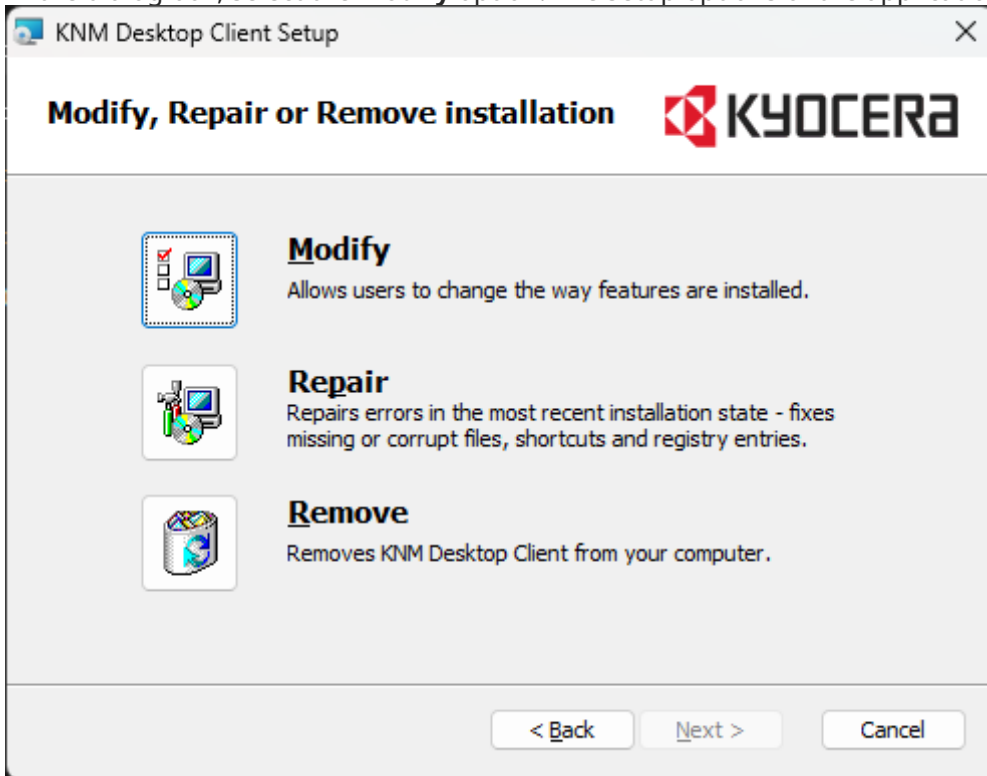 KNM Desktop Client Setup
Modify, Repair or Remove installation
KYOCERA
Modify
Allows users to change the way features are installed.
Repair
Repairs errors in the most recent installation state - fixes
missing or corrupt files, shortcuts and registry entries.
Remove
Removes KNM Desktop Client from your computer.
< Back
Next >
Cancel